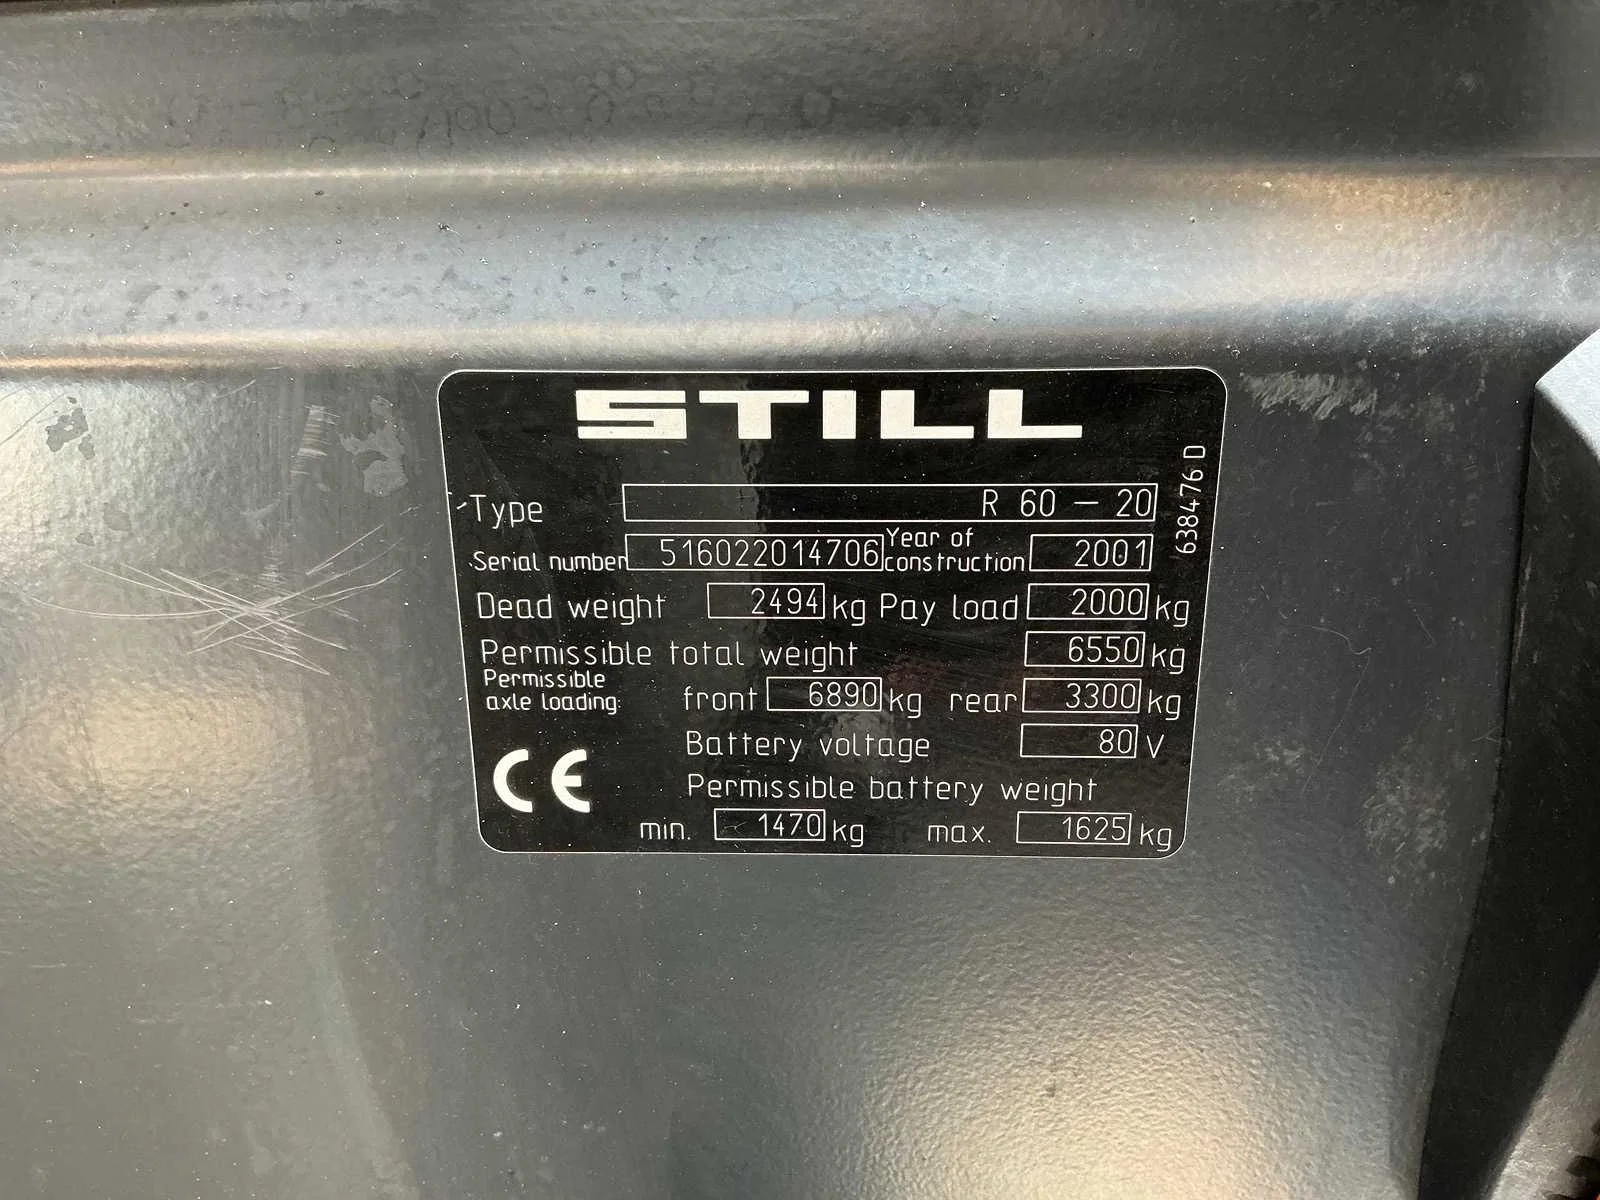 STILL
Type R 60 – 20
Serial number 516022014706 Year of construction 2001
Dead weight 2494 kg Pay load 2000 kg
Permissible total weight 6550 kg
Permissible axle loading: front 6890 kg rear 3300 kg
Battery voltage 80 V
Permissible battery weight
min. 1470 kg max. 1625 kg
CE
638476 D